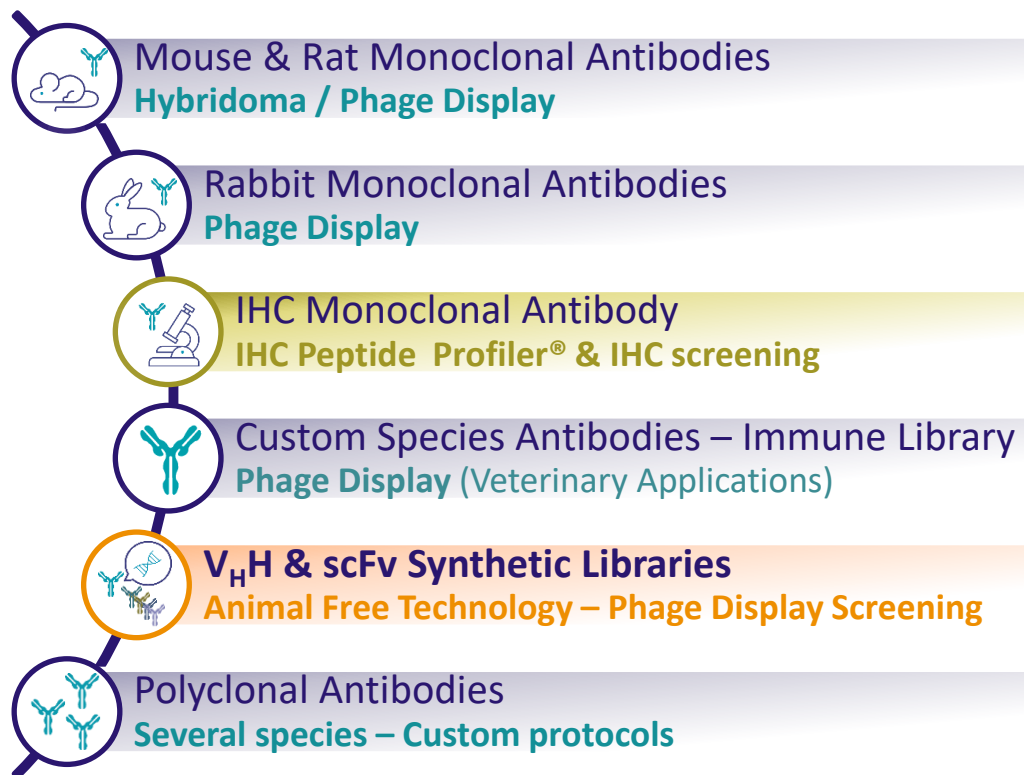 Mouse & Rat Monoclonal Antibodies
Hybridoma / Phage Display
Rabbit Monoclonal Antibodies
Phage Display
IHC Monoclonal Antibody
IHC Peptide  Profiler® & IHC screening
Custom Species Antibodies – Immune Library
Phage Display (Veterinary Applications)
VHH & scFv Synthetic Libraries
Animal Free Technology – Phage Display Screening
Polyclonal Antibodies
Several species – Custom protocols